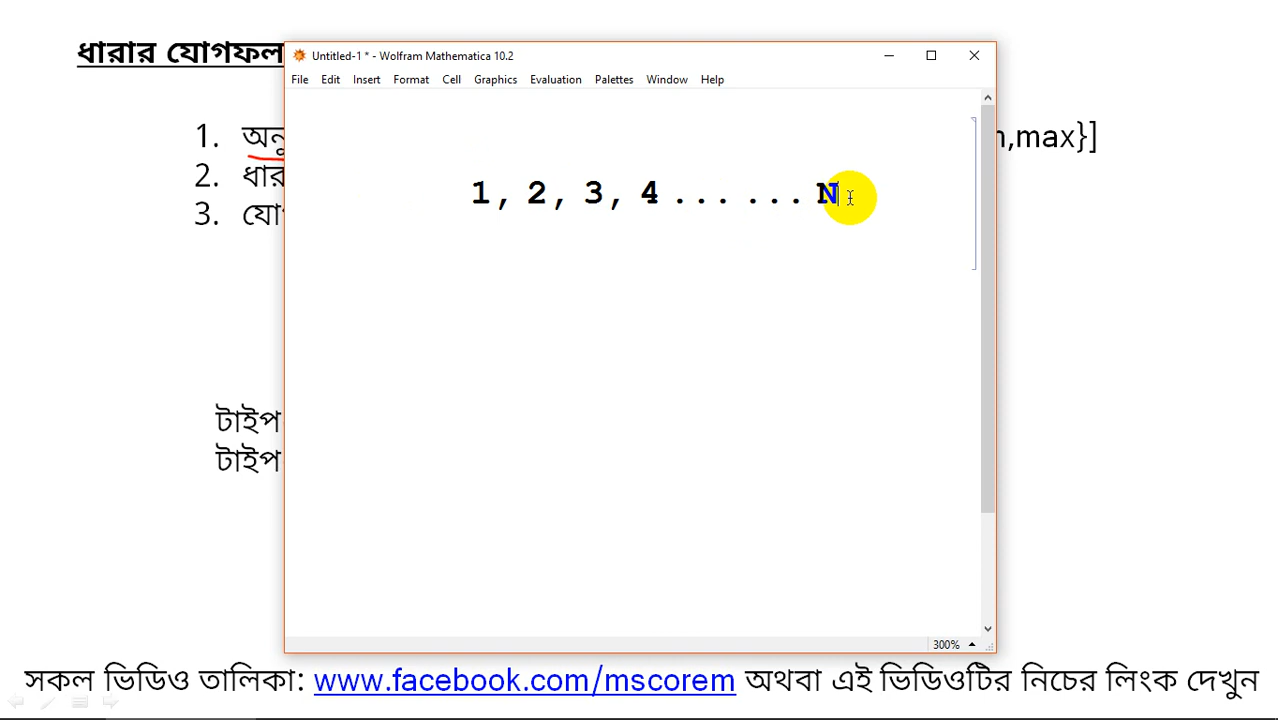 ধারার যোগফল
Untitled-1 * - Wolfram Mathematica 10.2
File Edit Insert Format Cell Graphics Evaluation Palettes Window Help
1.
,max}]
2.
3.
1, 2, 3, 4 ... ... N
টাইপ
টাইপ
300%
সকল ভিডিও তালিকা: www.facebook.com/mscorem অথবা এই ভিডিওটির নিচের লিংক দেখুন